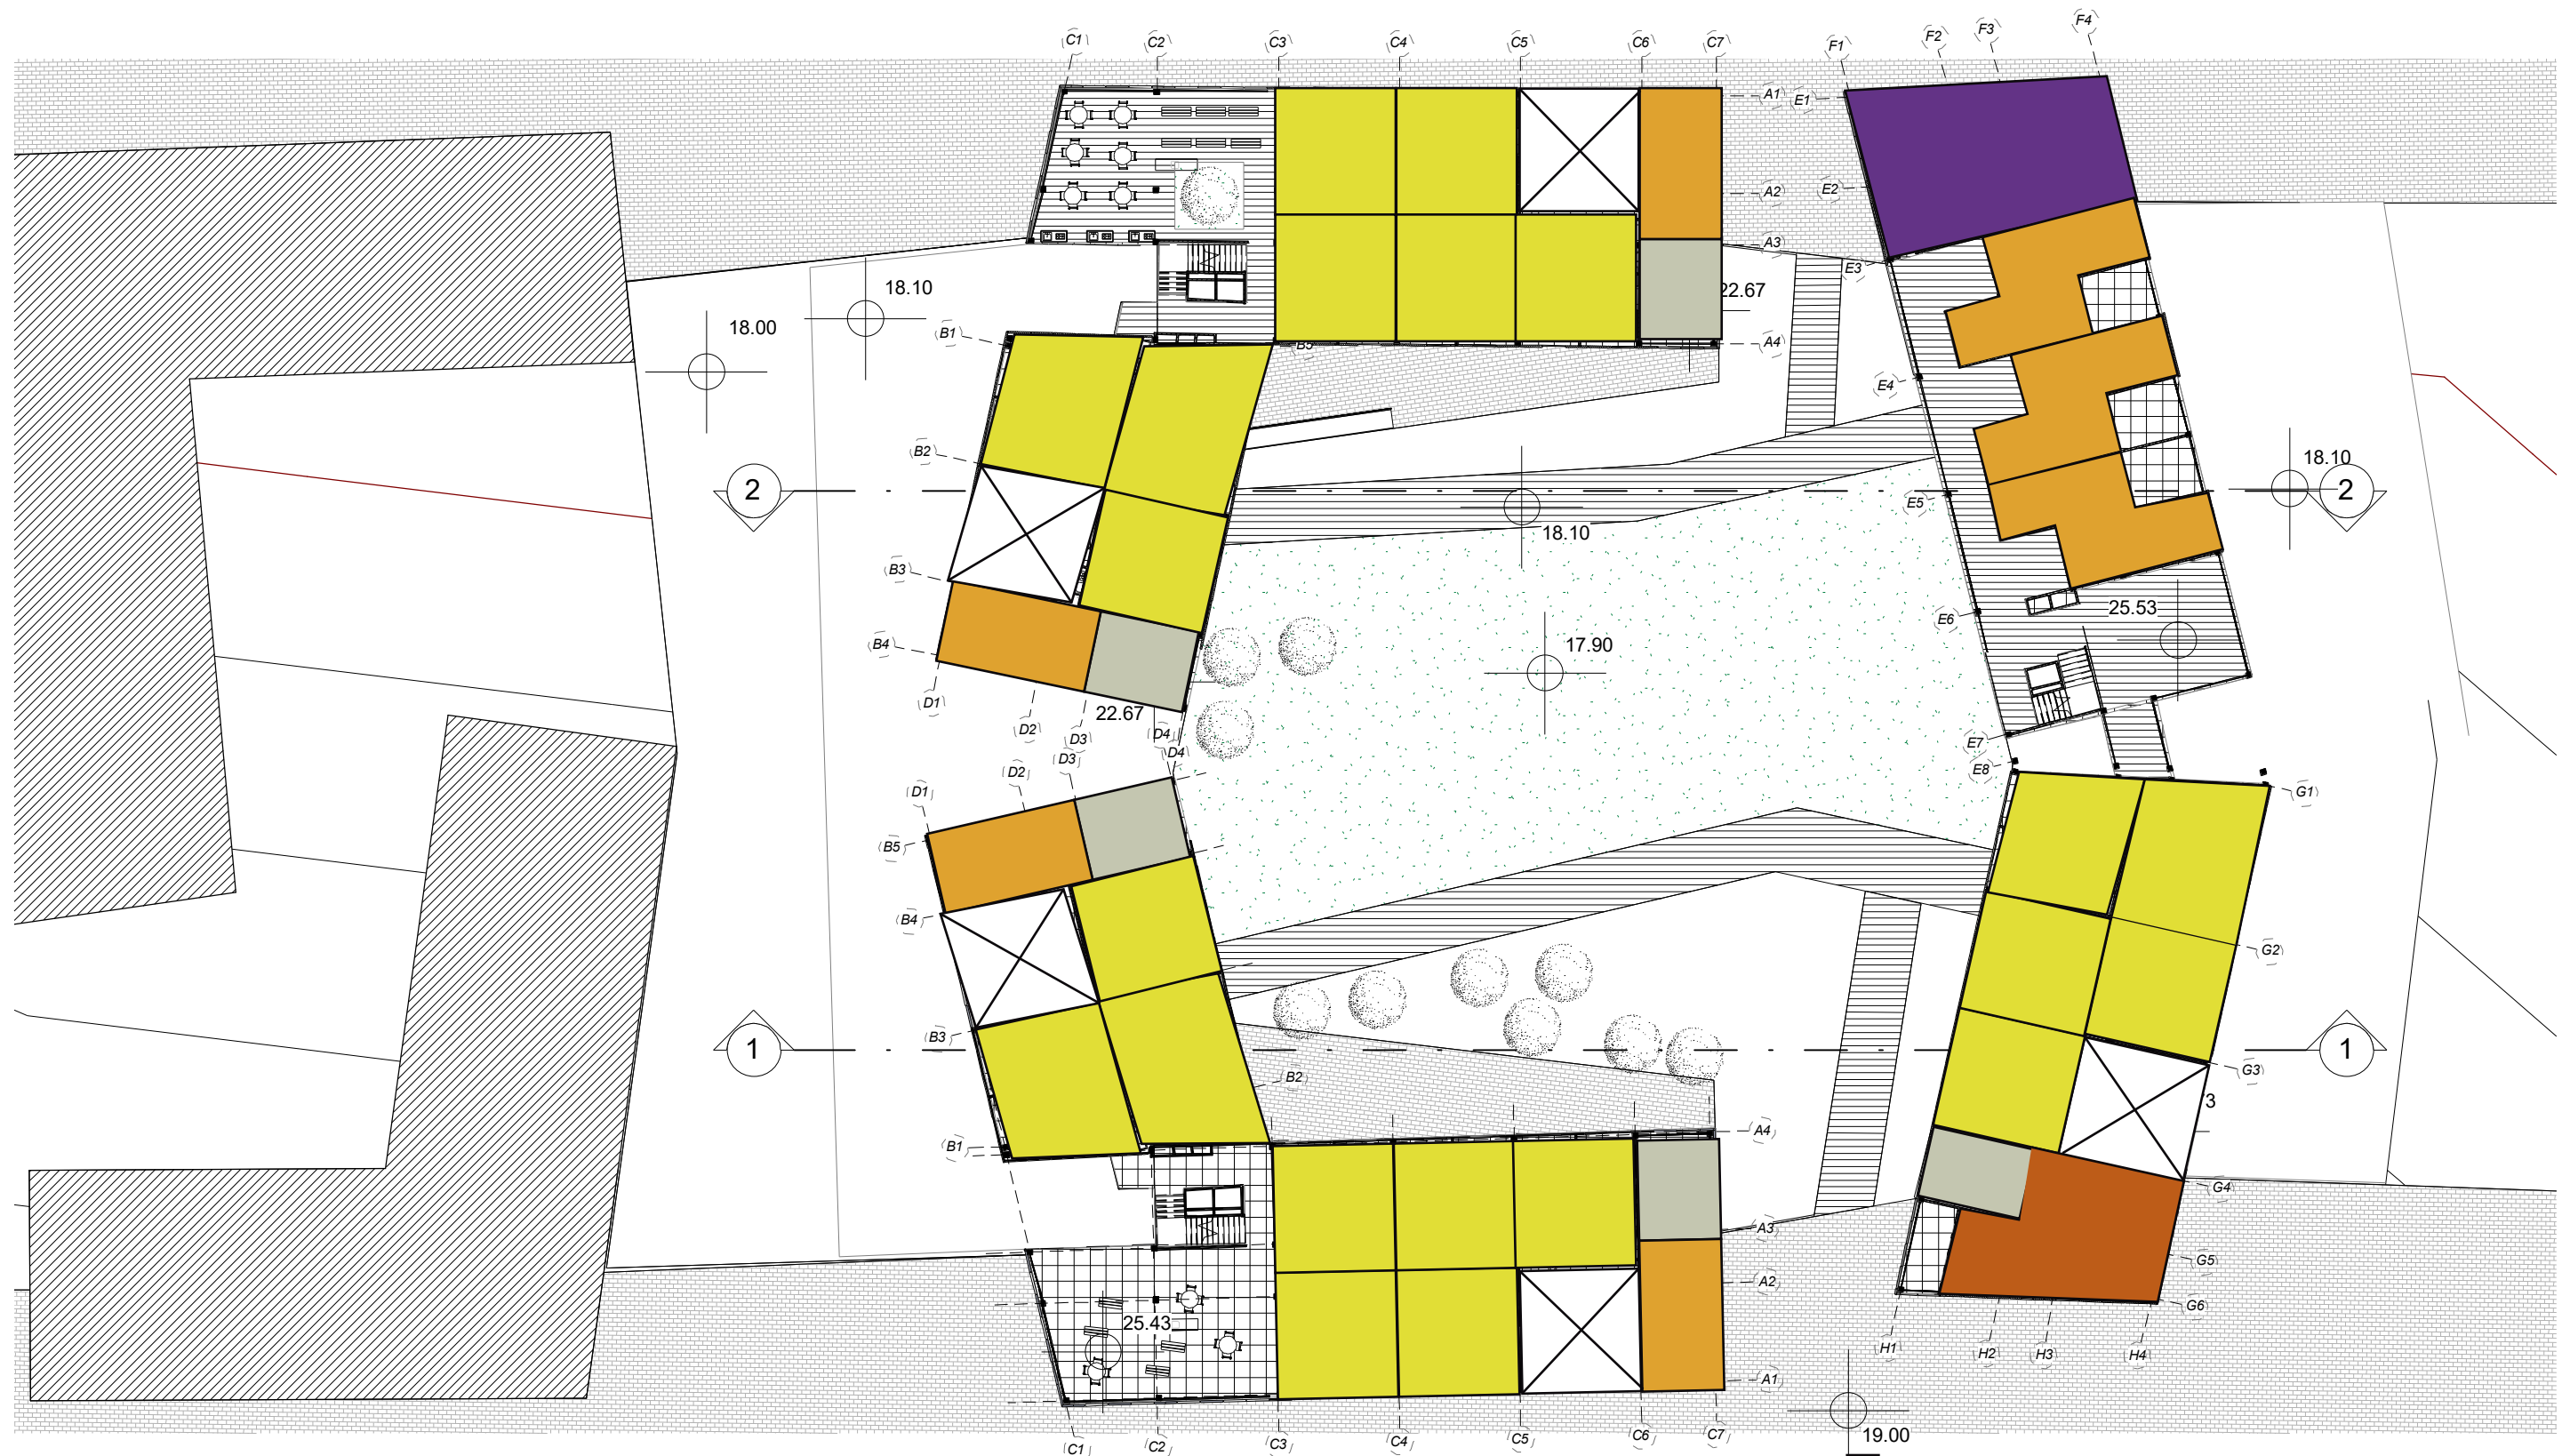 C1 C2 C3 C4 C5 C6 C7 F1 F2 F3 F4
A1 E1
A2 E2
A3 E3
22.67
18.10
18.00
B1 B5 A4
E4
B2
18.10
2 2
E5
18.10
B3
25.53
E6
B4
17.90
D1 22.67
D2 D3 D4
D4
E7
D3
E8
D2
D1
G1
B5
B4
G2
B3
1 1
G3
B2
3
A4
B1
G4
A3
G5
A2
G6
25.43
H1 H2 H3 H4
A1
19.00
C1 C2 C3 C4 C5 C6 C7